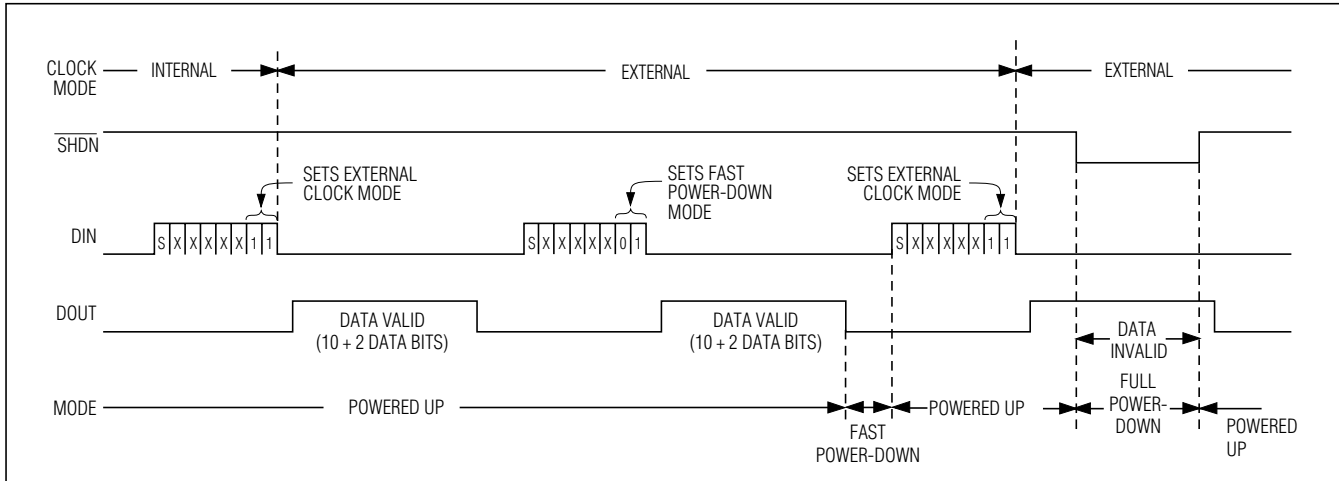 CLOCK
MODE
INTERNAL
EXTERNAL
EXTERNAL
SHDN
SETS EXTERNAL
CLOCK MODE
SETS FAST
POWER-DOWN
MODE
SETS EXTERNAL
CLOCK MODE
DIN
S X X X X X 1 1
S X X X X X 0 1
S X X X X X 1 1
DOUT
DATA VALID
(10 + 2 DATA BITS)
DATA VALID
(10 + 2 DATA BITS)
DATA
INVALID
MODE
POWERED UP
FAST
POWER-DOWN
POWERED UP
FULL
POWER-
DOWN
POWERED
UP